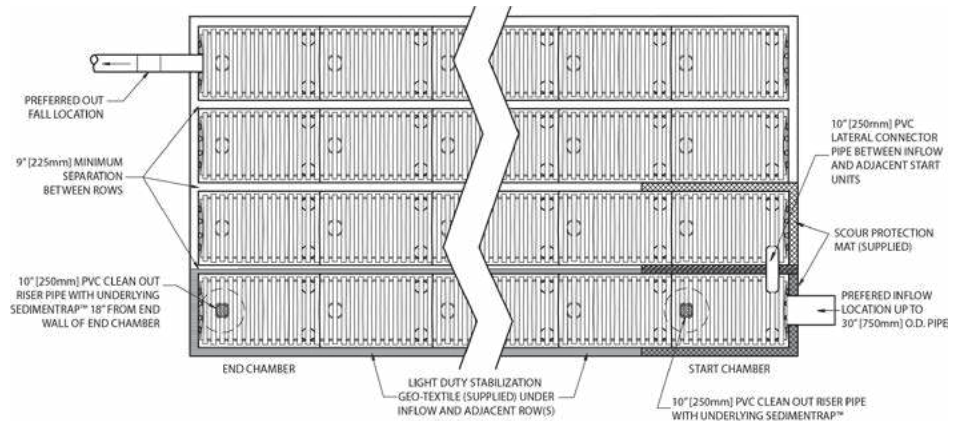 PREFERRED OUT
FALL LOCATION
9" [225mm] MINIMUM
SEPARATION
BETWEEN ROWS
10" [250mm] PVC CLEAN OUT
RISER PIPE WITH UNDERLYING
SEDIMENTRAP™ 18" FROM END
WALL OF END CHAMBER
10" [250mm] PVC
LATERAL CONNECTOR
PIPE BETWEEN INFLOW
AND ADJACENT START
UNITS
SCOUR PROTECTION
MAT (SUPPLIED)
PREFERED INFLOW
LOCATION UP TO
30" [750mm] O.D. PIPE
END CHAMBER
LIGHT DUTY STABILIZATION
GEO-TEXTILE (SUPPLIED) UNDER
INFLOW AND ADJACENT ROW(S)
START CHAMBER
10" [250mm] PVC CLEAN OUT RISER PIPE
WITH UNDERLYING SEDIMENTRAP™